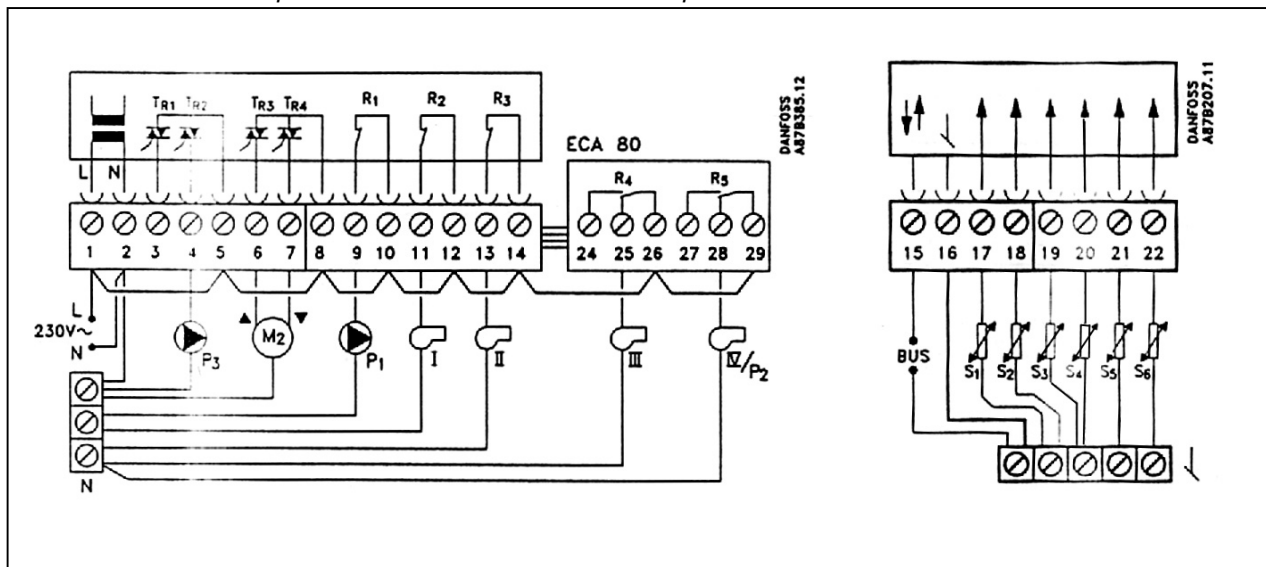 TR1 TR2 TR3 TR4 R1 R2 R3
L N
DANFOSS
A87B385.12
ECA 80
R4 R5
1 2 3 4 5 6 7 8 9 10 11 12 13 14
24 25 26 27 28 29
L
230V~
N
P3
M2
P1
I
II
III
IV/P2
N
DANFOSS
A87B207.11
15 16 17 18 19 20 21 22
BUS
S1 S2 S3 S4 S5 S6